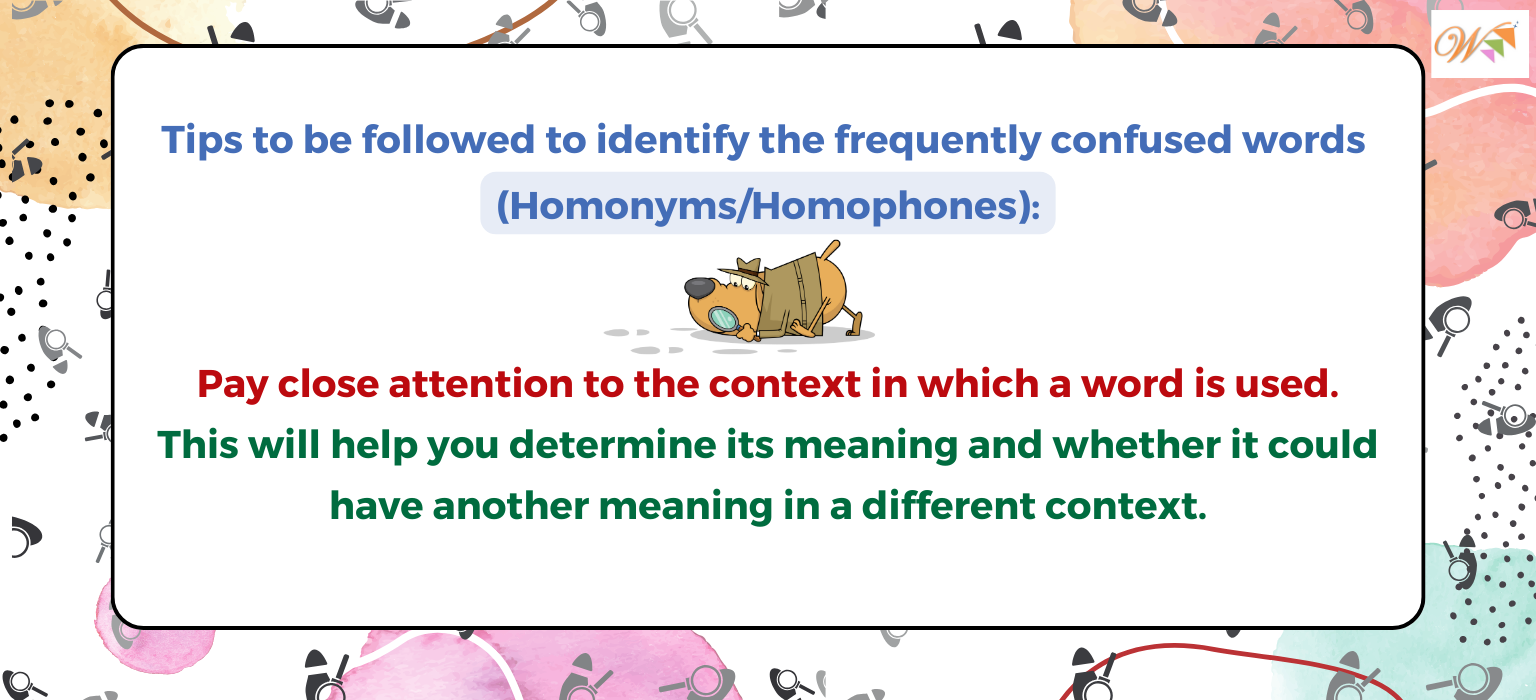 Tips to be followed to identify the frequently confused words
(Homonyms/Homophones):
Pay close attention to the context in which a word is used.
This will help you determine its meaning and whether it could
have another meaning in a different context.
W